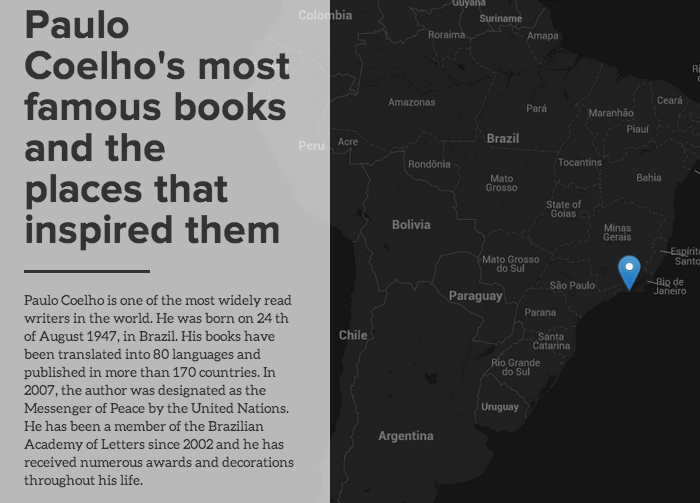 Paulo
Coelho's most
famous books
and the
places that
inspired them
Paulo Coelho is one of the most widely read
writers in the world. He was born on 24 th
of August 1947, in Brazil. His books have
been translated into 80 languages and
published in more than 170 countries. In
2007, the author was designated as the
Messenger of Peace by the United Nations.
He has been a member of the Brazilian
Academy of Letters since 2002 and he has
received numerous awards and decorations
throughout his life.
Colombia
Guyana
Suriname
Roraima
Amapa
Amazonas
Pará
Maranhão
Ceará
Piauí
Peru
Acre
Brazil
Rondônia
Tocantins
Mato
Grosso
Bahia
State of
Goias
Bolivia
Minas
Gerais
Mato Grosso
do Sul
Espírito
Santo
São Paulo
Rio de
Janeiro
Paraguay
Parana
Chile
Santa
Catarina
Rio Grande
do Sul
Uruguay
Argentina